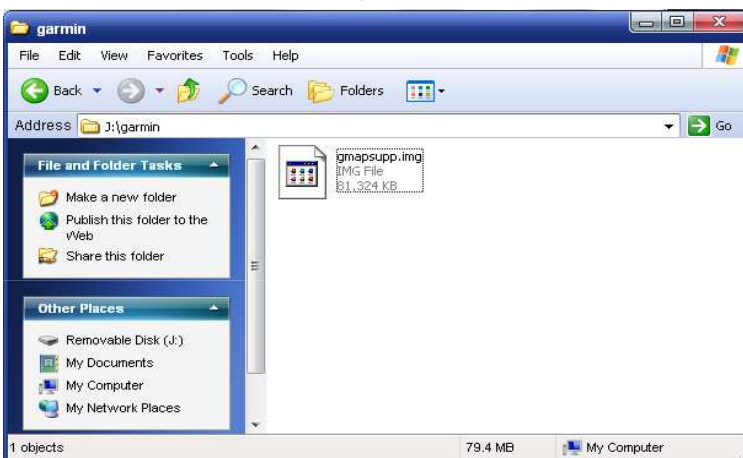 garmin
File Edit View Favorites Tools Help
Back Search Folders
Address J:\garmin Go
File and Folder Tasks
Make a new folder
Publish this folder to the
Web
Share this folder
Other Places
Removable Disk (J:)
My Documents
My Computer
My Network Places
gmapsupp.img
IMG File
81,324 KB
1 objects 79.4 MB My Computer